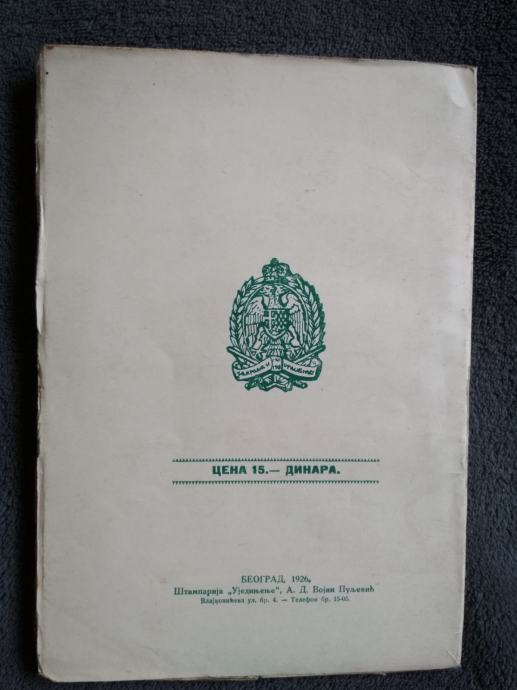 ЦЕНА 15.— ДИНАРА.
БЕОГРАД, 1926,
Штампарија „Уједињење“, А. Д. Војин Пуљевић
Влајковићева ул. бр. 4. — Телефон бр. 15-05.